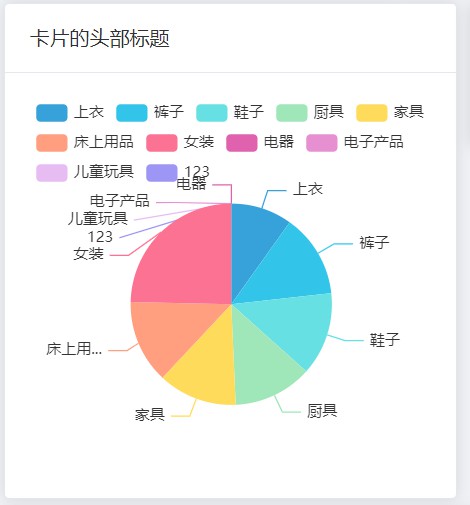 卡片的头部标题
上衣 裤子 鞋子 厨具 家具
床上用品 女装 电器 电子产品
儿童玩具 123
电器
上衣
电子产品
儿童玩具
123
裤子
女装
鞋子
床上用...
厨具
家具